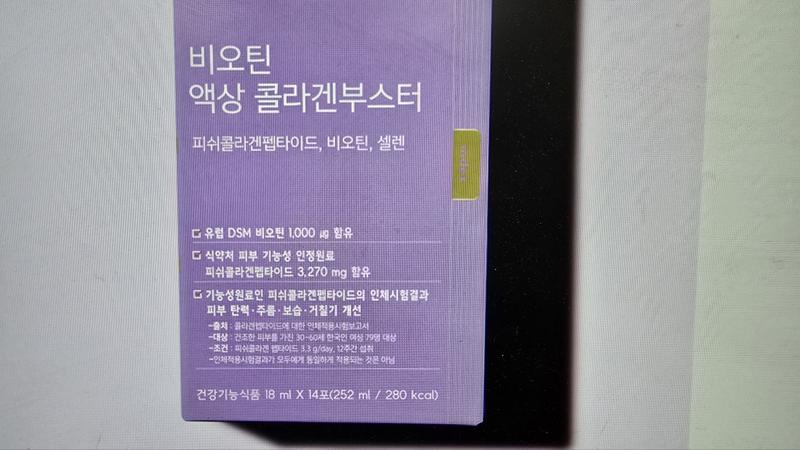 비오틴
액상 콜라겐부스터
피쉬콜라겐펩타이드, 비오틴, 셀렌
유럽 DSM 비오틴 1,000 ㎍ 함유
식약처 피부 기능성 인정원료
피쉬콜라겐펩타이드 3,270 mg 함유
기능성원료인 피쉬콜라겐펩타이드의 인체시험결과
피부 탄력·주름·보습·거칠기 개선
-출처 : 콜라겐펩타이드에 대한 인체적용시험보고서
-대상 : 건조한 피부를 가진 30-60세 한국인 여성 79명 대상
-조건 : 피쉬콜라겐 펩타이드 3.3 g/day, 12주간 섭취
-인체적용시험결과가 모두에게 동일하게 적용되는 것은 아님
건강기능식품 18 ml X 14포(252 ml / 280 kcal)